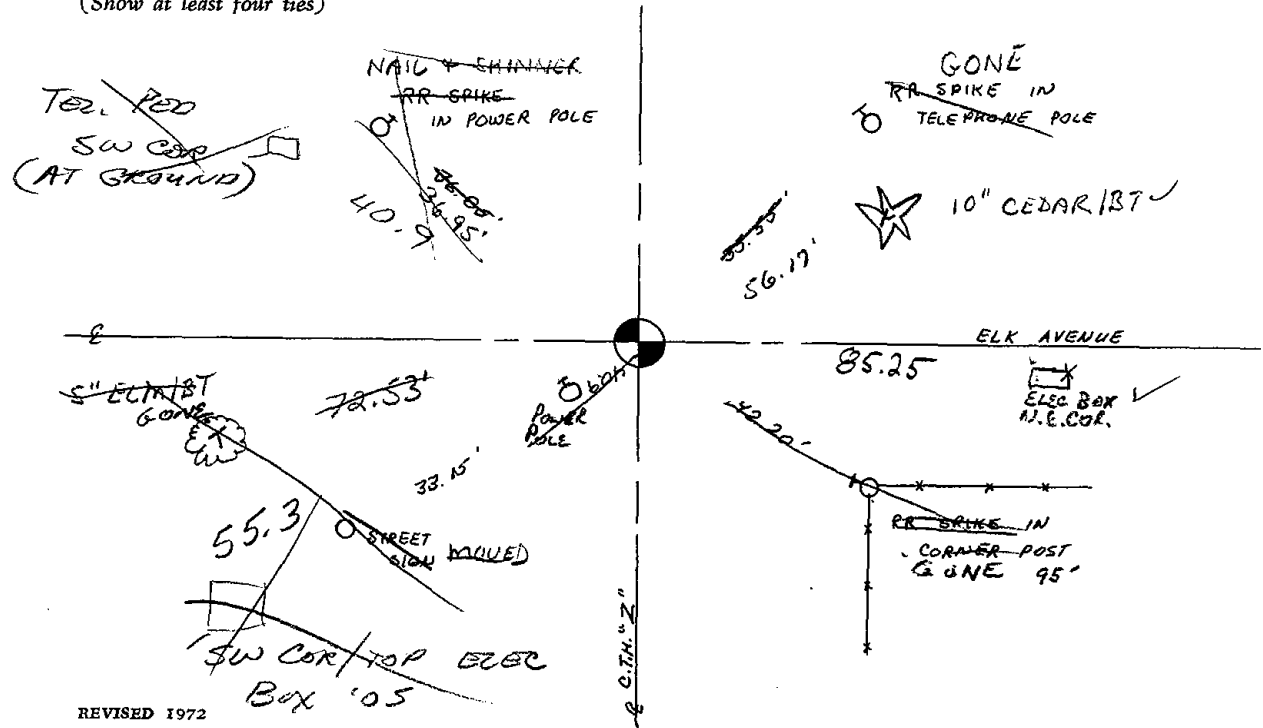 (Show at least four ties)
NAIL + SHINNER
RR SPIKE
IN POWER POLE
GONE
RR SPIKE IN
TELEPHONE POLE
TEL. PED
SW COR
(AT GROUND)
36.95'
40.9
10" CEDAR/BT
56.17'
℄
ELK AVENUE
85.25
ELEC BOX
N.E. COR.
5" ELM/BT
GONE
72.53'
POWER
POLE
42.20'
33.15'
55.3
STREET
SIGN MOVED
RR SPIKE IN
CORNER POST
GONE 95'
SW COR/TOP ELEC
BOX '05
℄ C.T.H. "Z"
REVISED 1972